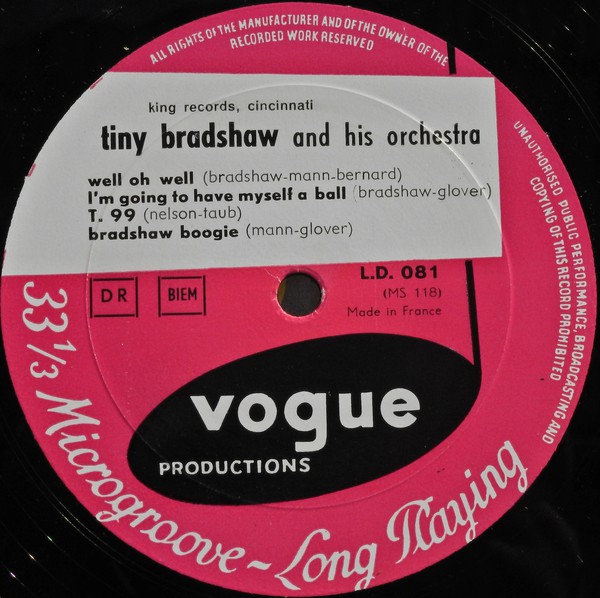 ALL RIGHTS OF THE MANUFACTURER AND OF THE OWNER OF THE
RECORDED WORK RESERVED
UNAUTHORISED PUBLIC PERFORMANCE, BROADCASTING AND
COPYING OF THIS RECORD PROHIBITED
king records, cincinnati
tiny bradshaw and his orchestra
well oh well (bradshaw-mann-bernard)
I'm going to have myself a ball (bradshaw-glover)
T. 99 (nelson-taub)
bradshaw boogie (mann-glover)
DR BIEM
L.D. 081
(MS 118)
Made in France
vogue
PRODUCTIONS
33 1/3 Microgroove - Long Playing